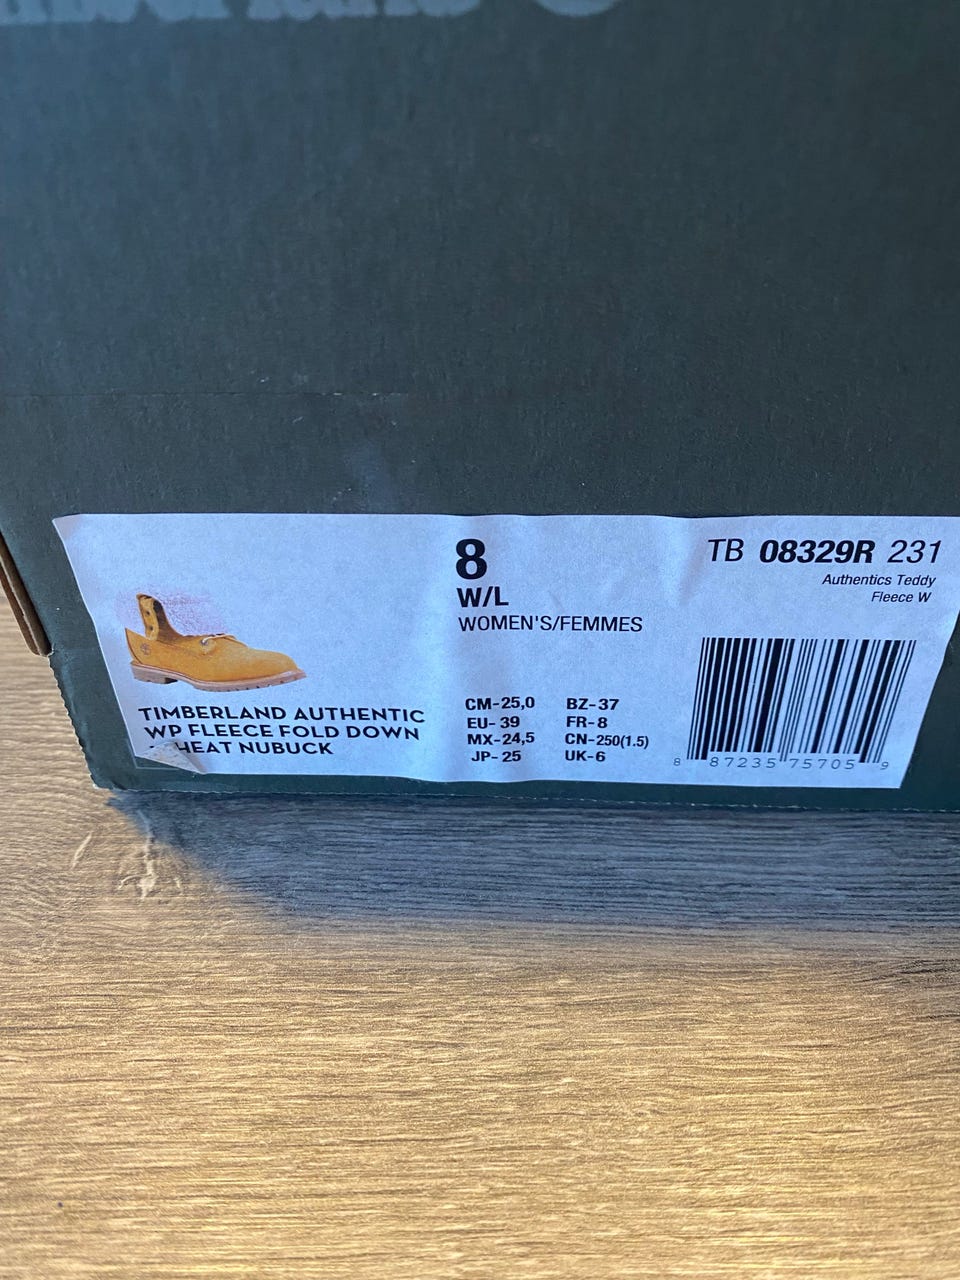 8
W/L
WOMEN'S/FEMMES
TB 08329R 231
Authentics Teddy
Fleece W
TIMBERLAND AUTHENTIC
WP FLEECE FOLD DOWN
HEAT NUBUCK
CM-25,0 BZ-37
EU-39 FR-8
MX-24,5 CN-250(1.5)
JP-25 UK-6
8 87235 75705 9